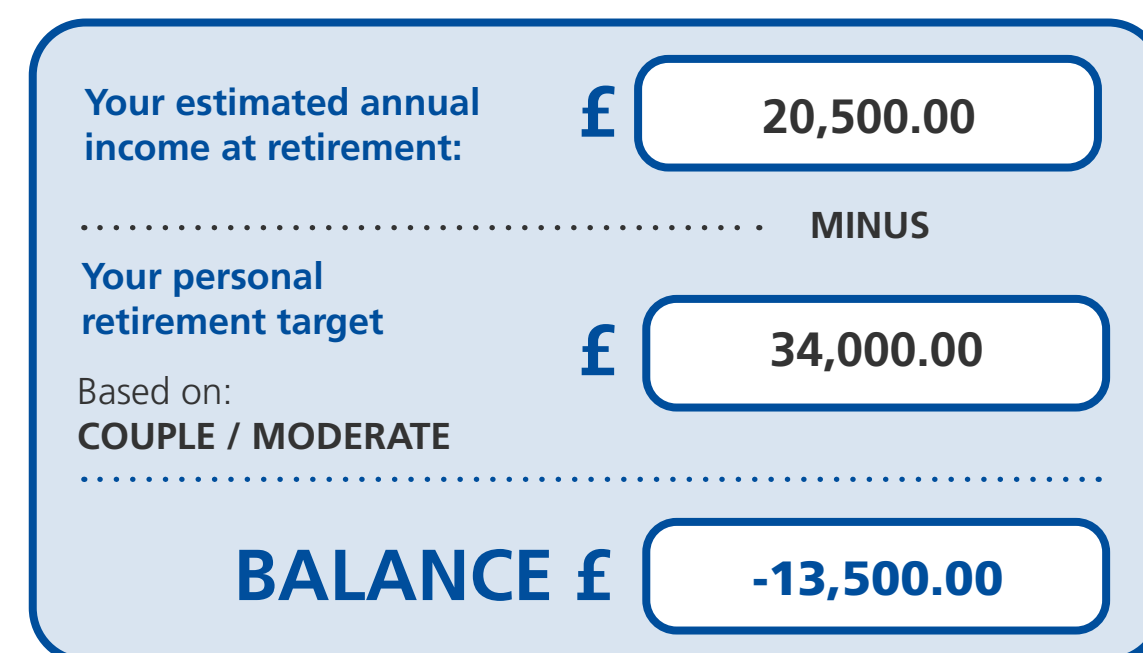 Your estimated annual
income at retirement:
£ 20,500.00
MINUS
Your personal
retirement target
£ 34,000.00
Based on:
COUPLE / MODERATE
BALANCE £ -13,500.00